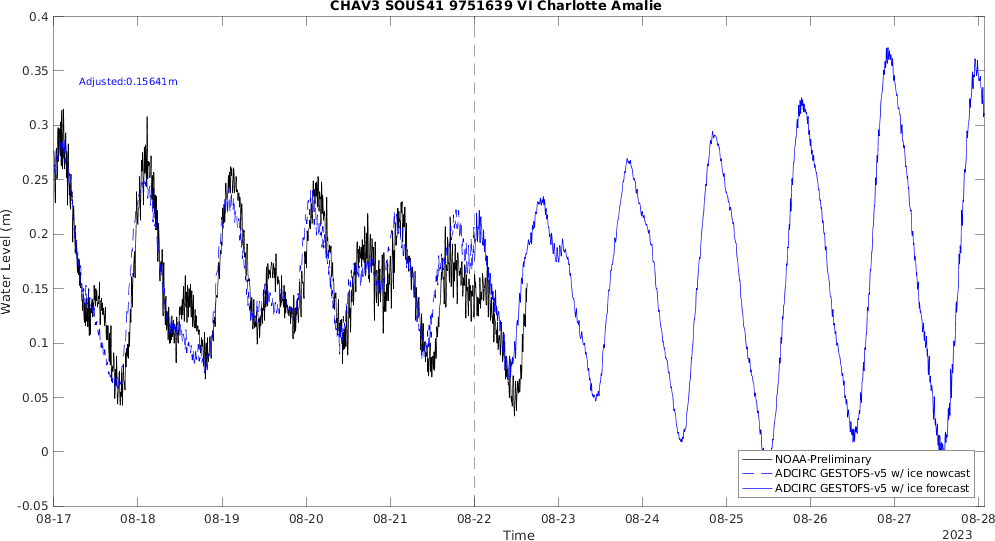 CHAV3 SOUS41 9751639 VI Charlotte Amalie
0.4
0.35
0.3
0.25
0.2
0.15
0.1
0.05
0
-0.05
Water Level (m)
Adjusted:0.15641m
NOAA-Preliminary
ADCIRC GESTOFS-v5 w/ ice nowcast
ADCIRC GESTOFS-v5 w/ ice forecast
08-17 08-18 08-19 08-20 08-21 08-22 08-23 08-24 08-25 08-26 08-27 08-28
Time
2023